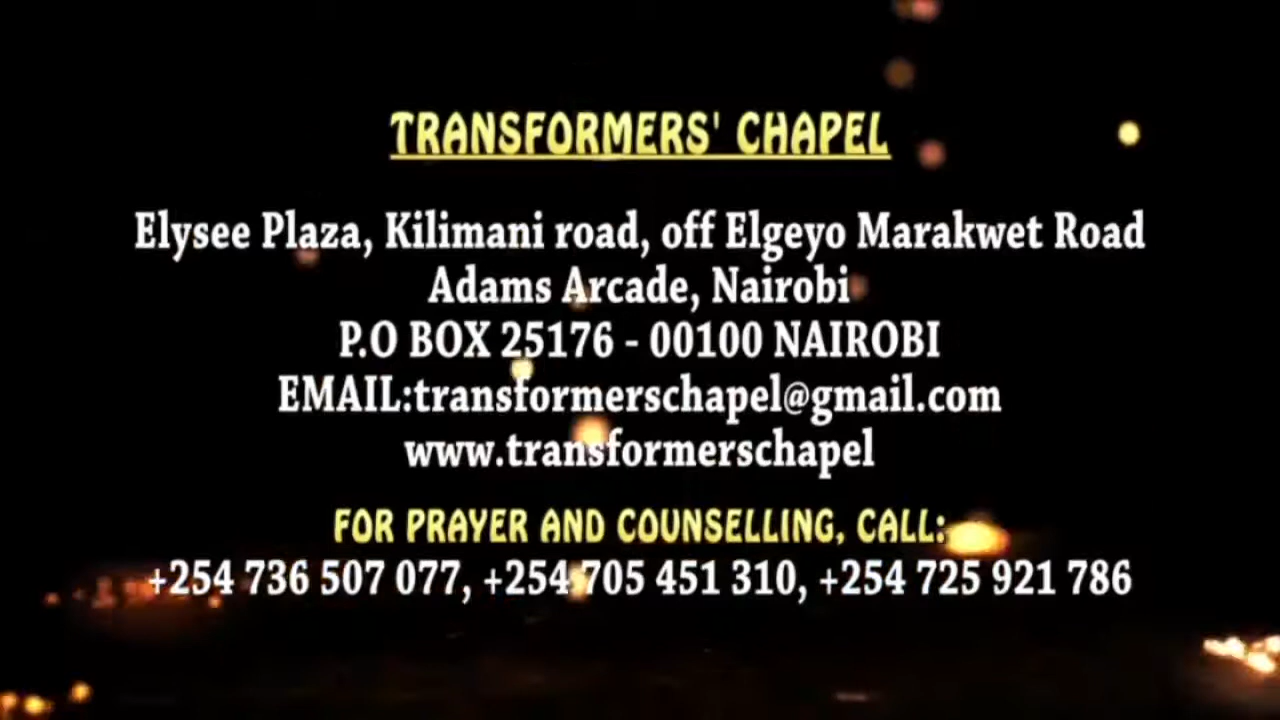 TRANSFORMERS' CHAPEL
Elysee Plaza, Kilimani road, off Elgeyo Marakwet Road
Adams Arcade, Nairobi
P.O BOX 25176 - 00100 NAIROBI
EMAIL:transformerschapel@gmail.com
www.transformerschapel
FOR PRAYER AND COUNSELLING, CALL:
+254 736 507 077, +254 705 451 310, +254 725 921 786